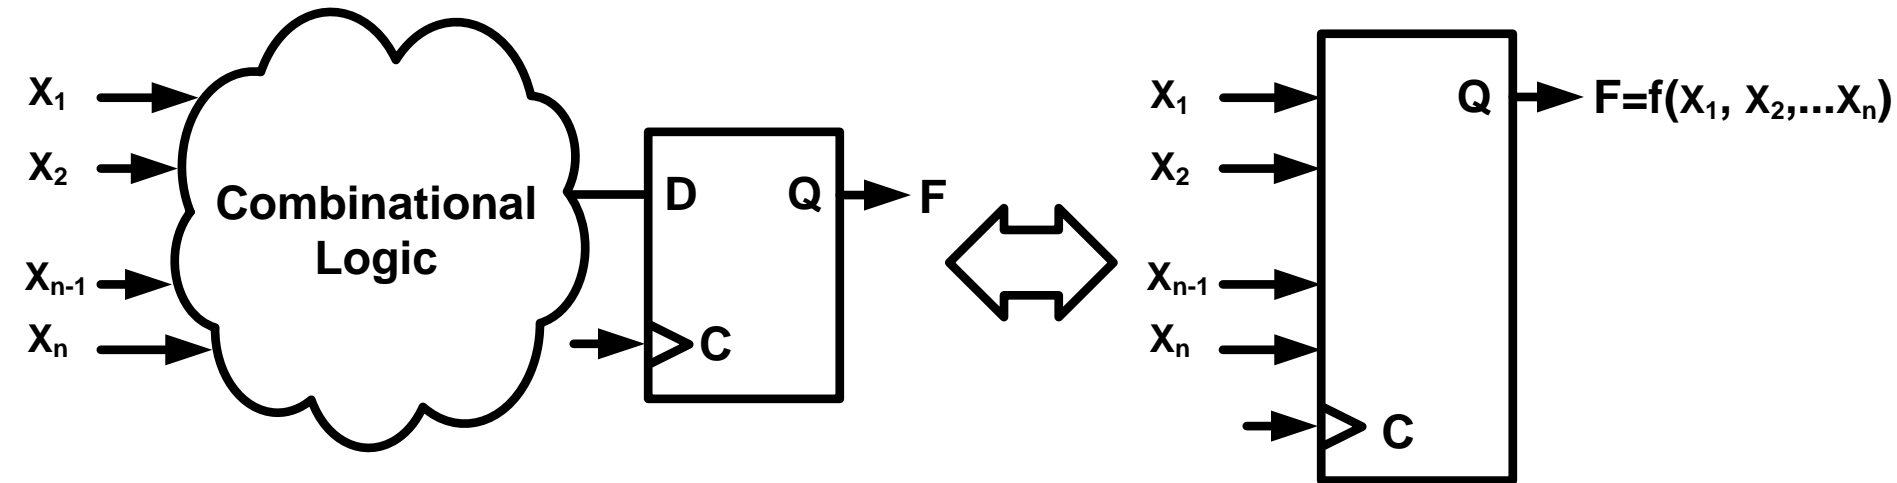 X₁
X₂
Xₙ₋₁
Xₙ
Combinational
Logic
D
Q
F
C
X₁
X₂
Xₙ₋₁
Xₙ
Q
F=f(X₁, X₂,...Xₙ)
C